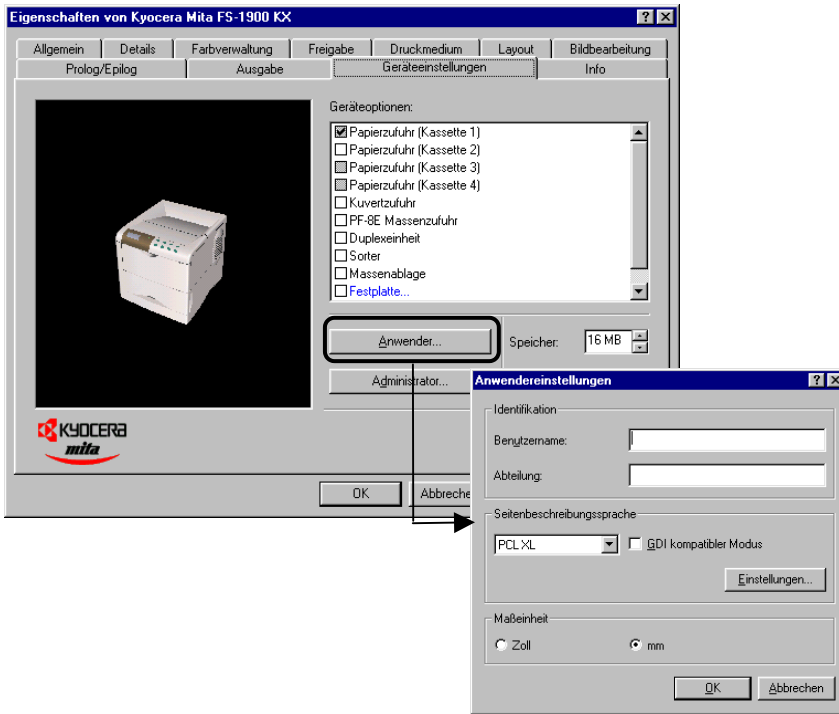 Eigenschaften von Kyocera Mita FS-1900 KX
Allgemein Details Farbverwaltung Freigabe Druckmedium Layout Bildbearbeitung
Prolog/Epilog Ausgabe Geräteeinstellungen Info
Geräteoptionen:
Papierzufuhr (Kassette 1)
Papierzufuhr (Kassette 2)
Papierzufuhr (Kassette 3)
Papierzufuhr (Kassette 4)
Kuvertzufuhr
PF-8E Massenzufuhr
Duplexeinheit
Sorter
Massenablage
Festplatte...
Anwender... Speicher: 16 MB
Administrator...
KYOCERA
mita
OK Abbreche
Anwendereinstellungen
Identifikation
Benutzername:
Abteilung:
Seitenbeschreibungssprache
PCL XL GDI kompatibler Modus
Einstellungen...
Maßeinheit
Zoll mm
OK Abbrechen